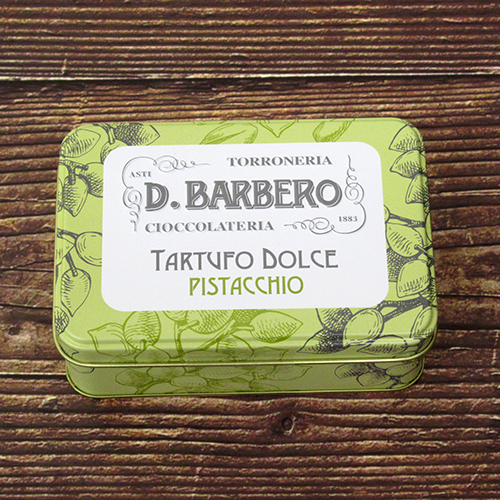 TORRONERIA
ASTI
D. BARBERO
CIOCCOLATERIA 1883
TARTUFO DOLCE
PISTACCHIO